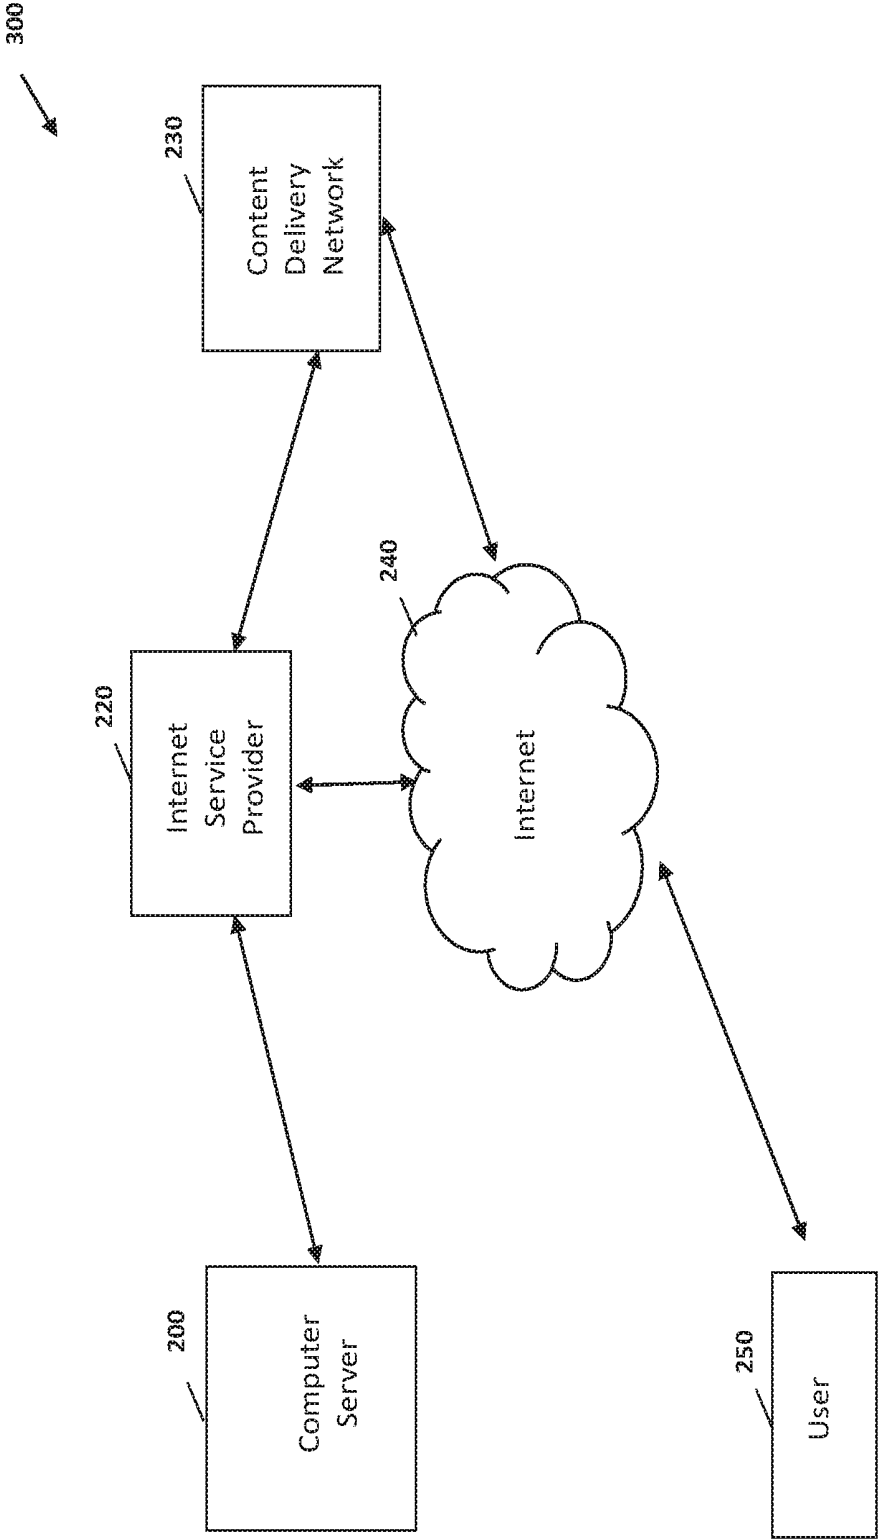 300
220
Internet
Service
Provider
200
Computer
Server
230
Content
Delivery
Network
240
Internet
250
User